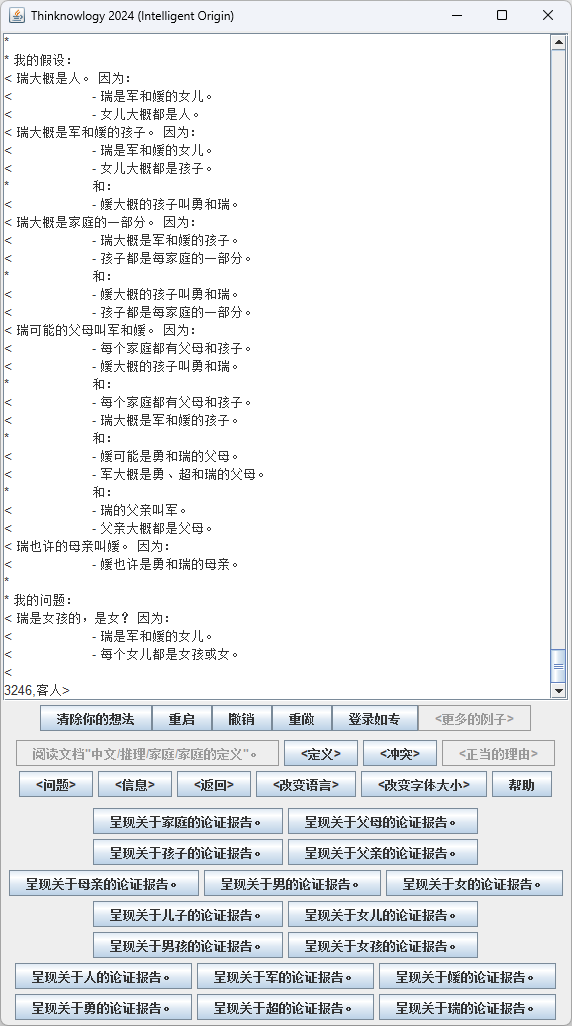 Thinknowlogy 2024 (Intelligent Origin)
*
* 我的假设：
< 瑞大概是人。 因为：
< - 瑞是军和媛的女儿。
< - 女儿大概都是人。
< 瑞大概是军和媛的孩子。 因为：
< - 瑞是军和媛的女儿。
< - 女儿大概都是孩子。
* 和：
< - 媛大概的孩子叫勇和瑞。
< 瑞大概是家庭的一部分。 因为：
< - 瑞大概是军和媛的孩子。
< - 孩子都是每家庭的一部分。
* 和：
< - 媛大概的孩子叫勇和瑞。
< - 孩子都是每家庭的一部分。
< 瑞可能的父母叫军和媛。 因为：
< - 每个家庭都有父母和孩子。
< - 媛大概的孩子叫勇和瑞。
* 和：
< - 每个家庭都有父母和孩子。
< - 瑞大概是军和媛的孩子。
* 和：
< - 媛可能是勇和瑞的父母。
< - 军大概是勇、超和瑞的父母。
* 和：
< - 瑞的父亲叫军。
< - 父亲大概都是父母。
< 瑞也许的母亲叫媛。 因为：
< - 媛也许是勇和瑞的母亲。
*
* 我的问题：
< 瑞是女孩的，是女？ 因为：
< - 瑞是军和媛的女儿。
< - 每个女儿都是女孩或女。
<
3246,客人>
清除你的想法 重启 撤销 重做 登录如专 <更多的例子>
阅读文档"中文/推理/家庭/家庭的定义"。 <定义> <冲突> <正当的理由>
<问题> <信息> <返回> <改变语言> <改变字体大小> 帮助
呈现关于家庭的论证报告。 呈现关于父母的论证报告。
呈现关于孩子的论证报告。 呈现关于父亲的论证报告。
呈现关于母亲的论证报告。 呈现关于男的论证报告。 呈现关于女的论证报告。
呈现关于儿子的论证报告。 呈现关于女儿的论证报告。
呈现关于男孩的论证报告。 呈现关于女孩的论证报告。
呈现关于人的论证报告。 呈现关于军的论证报告。 呈现关于媛的论证报告。
呈现关于勇的论证报告。 呈现关于超的论证报告。 呈现关于瑞的论证报告。